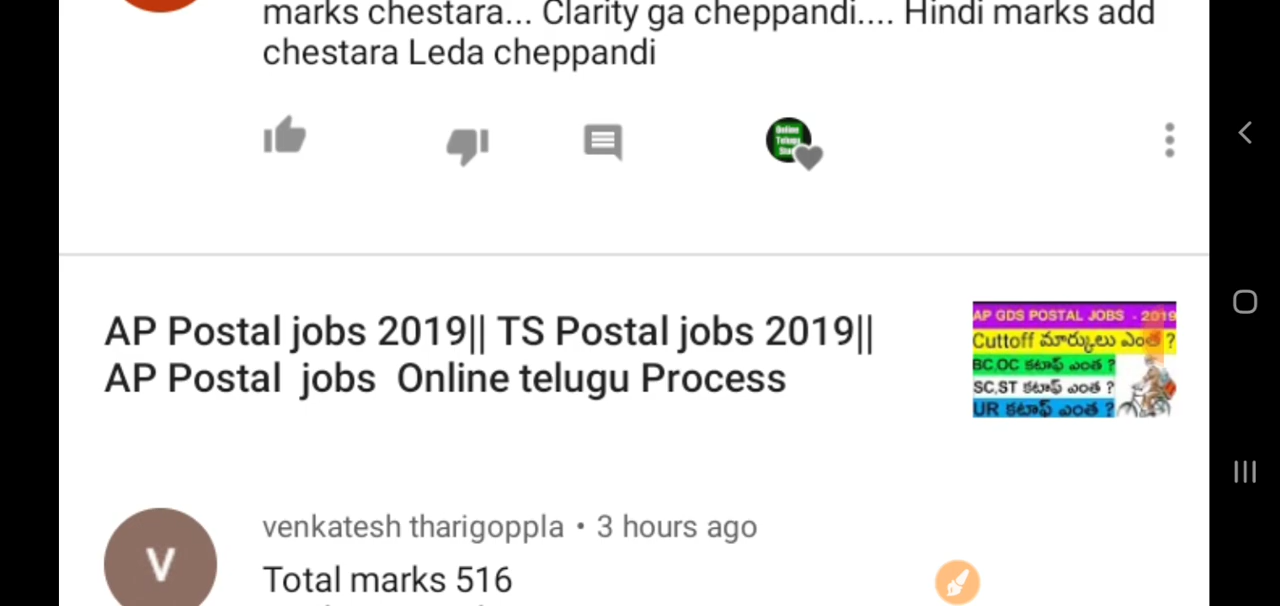 marks chestara... Clarity ga cheppandi.... Hindi marks add
chestara Leda cheppandi
Online
Telugu
AP Postal jobs 2019|| TS Postal jobs 2019||
AP Postal jobs Online telugu Process
AP GDS POSTAL JOBS - 2019
Cuttoff మార్కులు ఎంత ?
BC,OC కటాఫ్ ఎంత ?
SC,ST కటాఫ్ ఎంత ?
UR కటాఫ్ ఎంత ?
venkatesh tharigoppla • 3 hours ago
V
Total marks 516